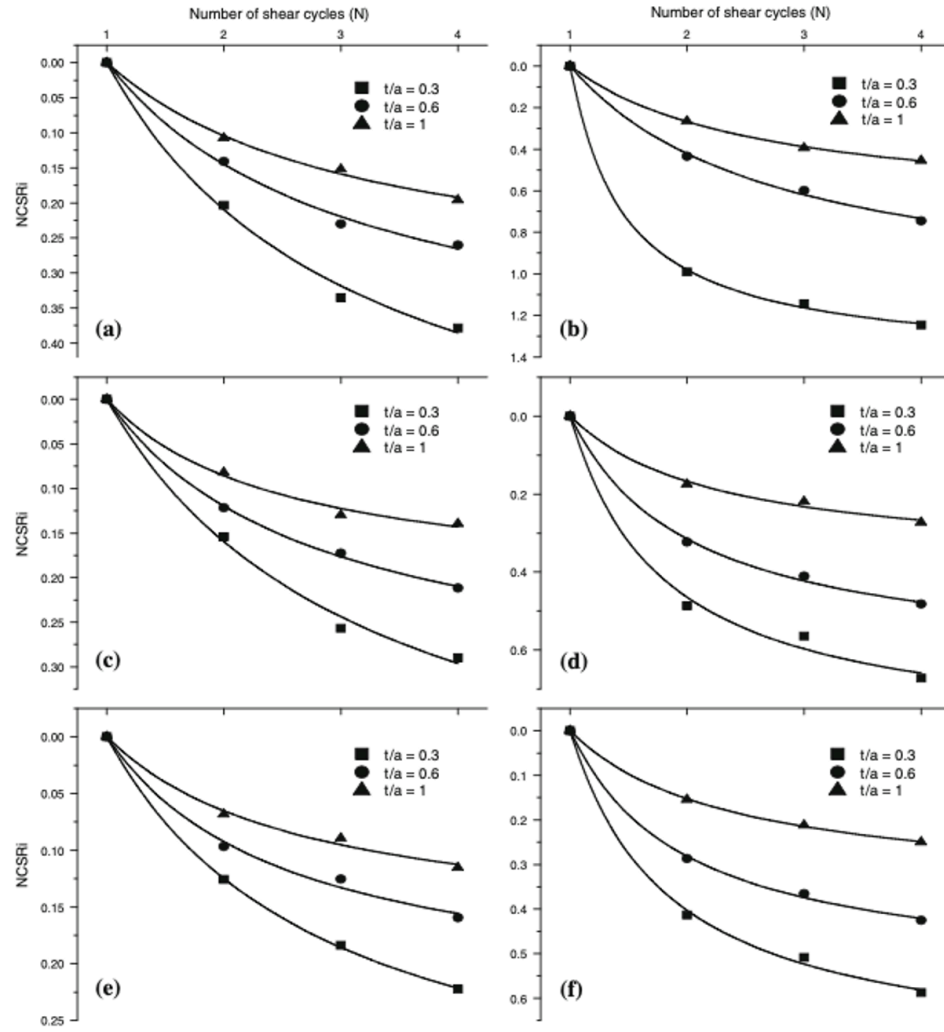 Number of shear cycles (N)
1 2 3 4
NCSRi
0.00
0.05
0.10
0.15
0.20
0.25
0.30
0.35
0.40
t/a = 0.3
t/a = 0.6
t/a = 1
(a)
Number of shear cycles (N)
1 2 3 4
0.0
0.2
0.4
0.6
0.8
1.0
1.2
1.4
t/a = 0.3
t/a = 0.6
t/a = 1
(b)
NCSRi
0.00
0.05
0.10
0.15
0.20
0.25
0.30
t/a = 0.3
t/a = 0.6
t/a = 1
(c)
0.0
0.2
0.4
0.6
t/a = 0.3
t/a = 0.6
t/a = 1
(d)
NCSRi
0.00
0.05
0.10
0.15
0.20
0.25
t/a = 0.3
t/a = 0.6
t/a = 1
(e)
0.0
0.1
0.2
0.3
0.4
0.5
0.6
t/a = 0.3
t/a = 0.6
t/a = 1
(f)